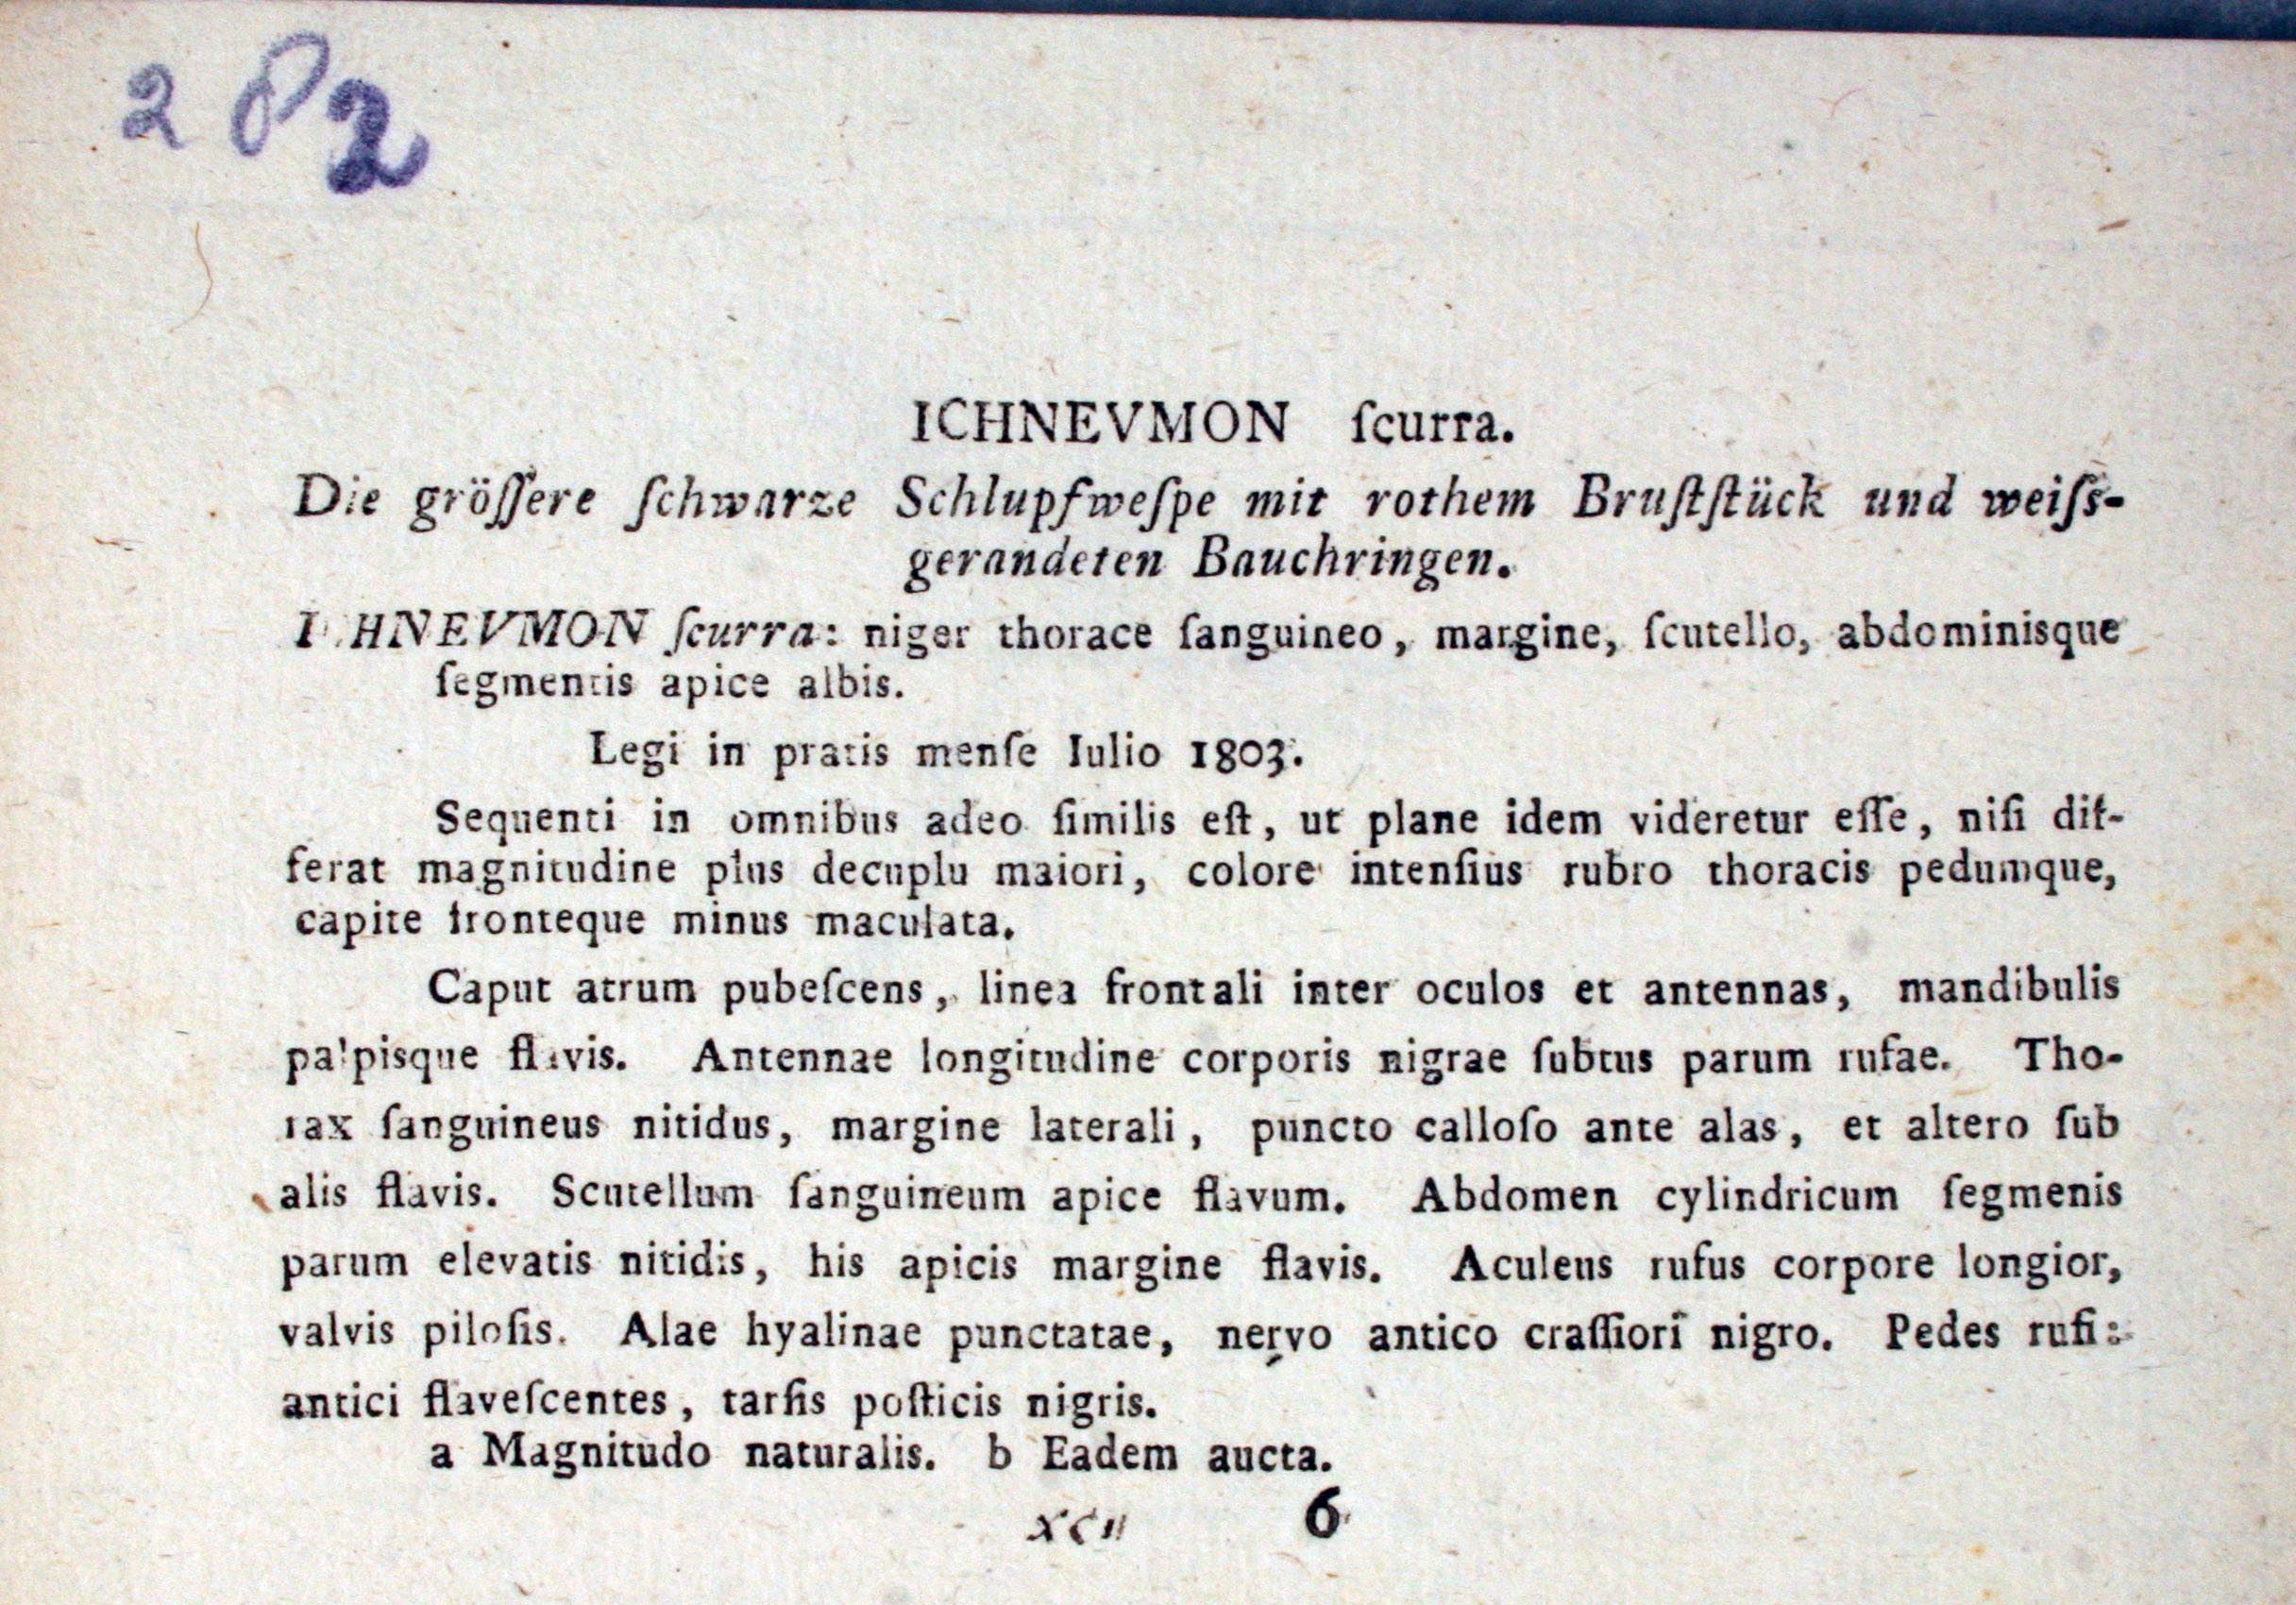 282
ICHNEVMON ſcurra.
Die gröſſere ſchwarze Schlupfweſpe mit rothem Bruſtſtück und weiſs-
gerandeten Bauchringen.
ICHNEVMON ſcurra: niger thorace ſanguineo, margine, ſcutello, abdominisque
ſegmentis apice albis.
Legi in pratis menſe Iulio 1803.
Sequenti in omnibus adeo ſimilis eſt, ut plane idem videretur eſſe, niſi dif-
ferat magnitudine plus decuplu maiori, colore intenſius rubro thoracis pedumque,
capite fronteque minus maculata.
Caput atrum pubeſcens, linea frontali inter oculos et antennas, mandibulis
palpisque flavis. Antennae longitudine corporis nigrae ſubtus parum rufae. Tho-
rax ſanguineus nitidus, margine laterali, puncto calloſo ante alas, et altero ſub
alis flavis. Scutellum ſanguineum apice flavum. Abdomen cylindricum ſegmenis
parum elevatis nitidis, his apicis margine flavis. Aculeus rufus corpore longior,
valvis piloſis. Alae hyalinae punctatae, nervo antico craſſiori nigro. Pedes rufi:
antici flaveſcentes, tarſis poſticis nigris.
a Magnitudo naturalis. b Eadem aucta.
XCII 6